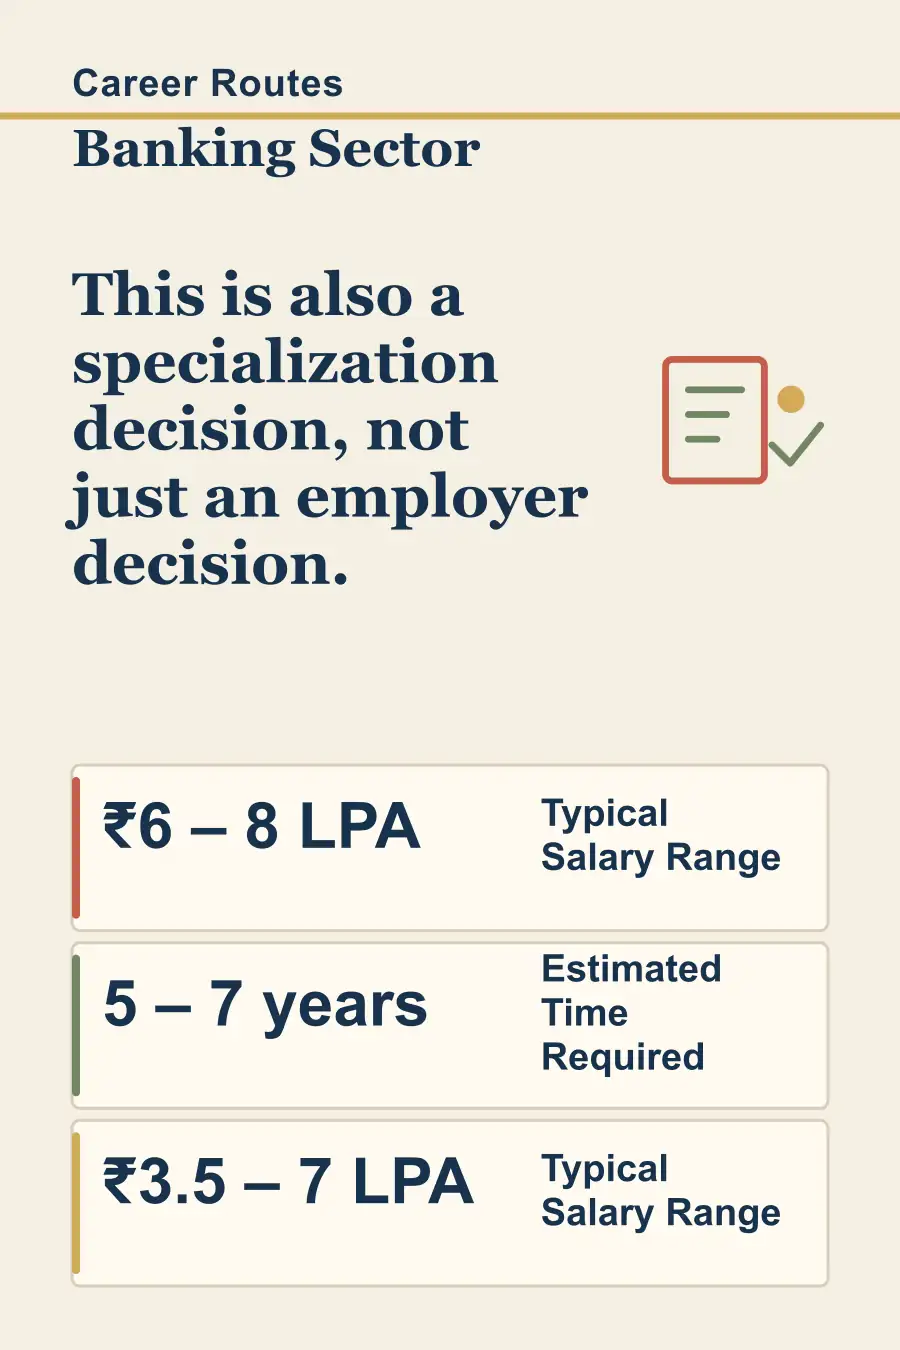 Career Routes
Banking Sector
This is also a
specialization
decision, not
just an employer
decision.
₹6 – 8 LPA
Typical
Salary Range
5 – 7 years
Estimated
Time
Required
₹3.5 – 7 LPA
Typical
Salary Range